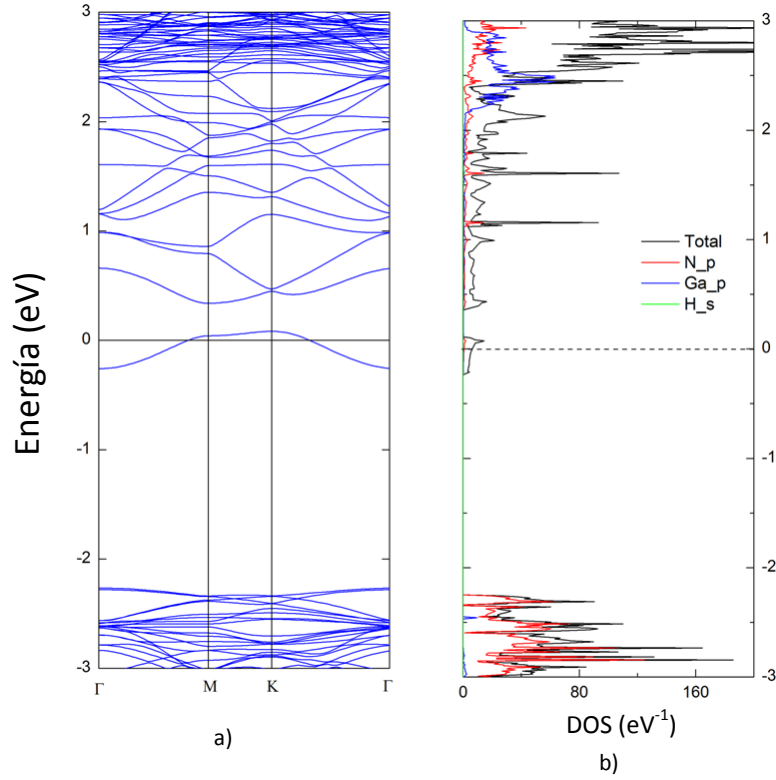 Energía (eV)
3
2
1
0
-1
-2
-3
Γ
M
K
Γ
a)
Total
N_p
Ga_p
H_s
3
2
1
0
-1
-2
-3
0
80
160
DOS (eV⁻¹)
b)